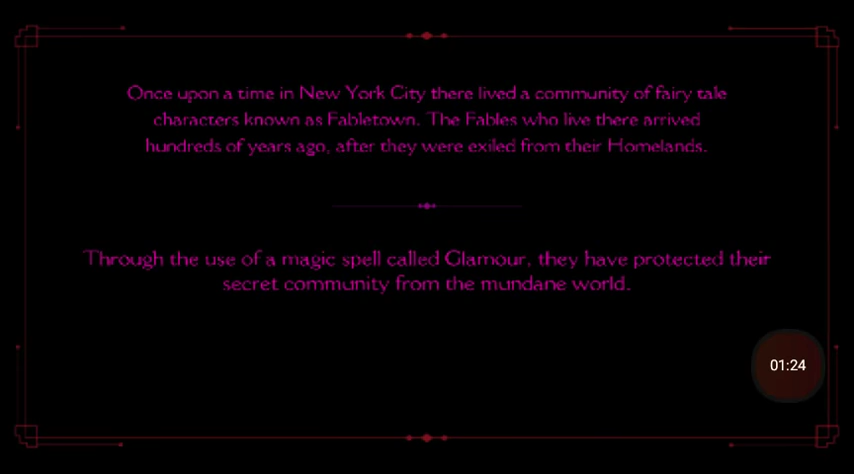 Once upon a time in New York City there lived a community of fairy tale
characters known as Fabletown. The Fables who live there arrived
hundreds of years ago, after they were exiled from their Homelands.
Through the use of a magic spell called Glamour, they have protected their
secret community from the mundane world.
01:24